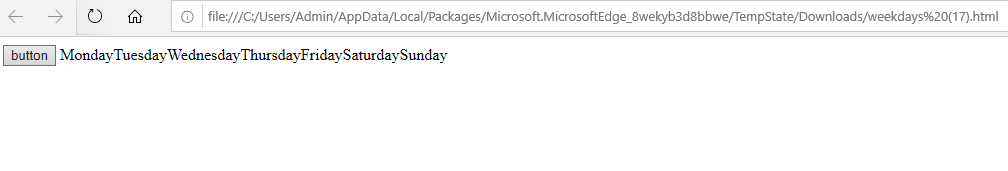 file:///C:/Users/Admin/AppData/Local/Packages/Microsoft.MicrosoftEdge_8wekyb3d8bbwe/TempState/Downloads/weekdays%20(17).html
button MondayTuesdayWednesdayThursdayFridaySaturdaySunday